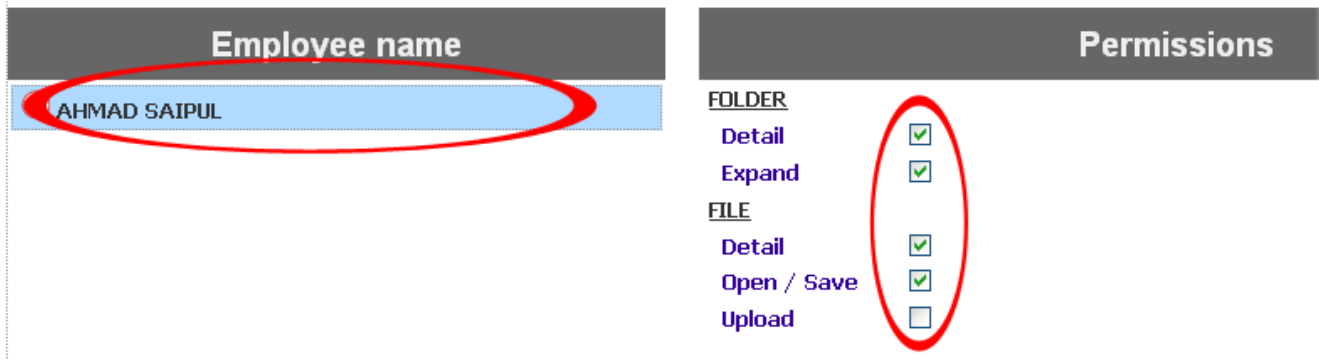 Employee name
AHMAD SAIPUL
Permissions
FOLDER
Detail
Expand
FILE
Detail
Open / Save
Upload